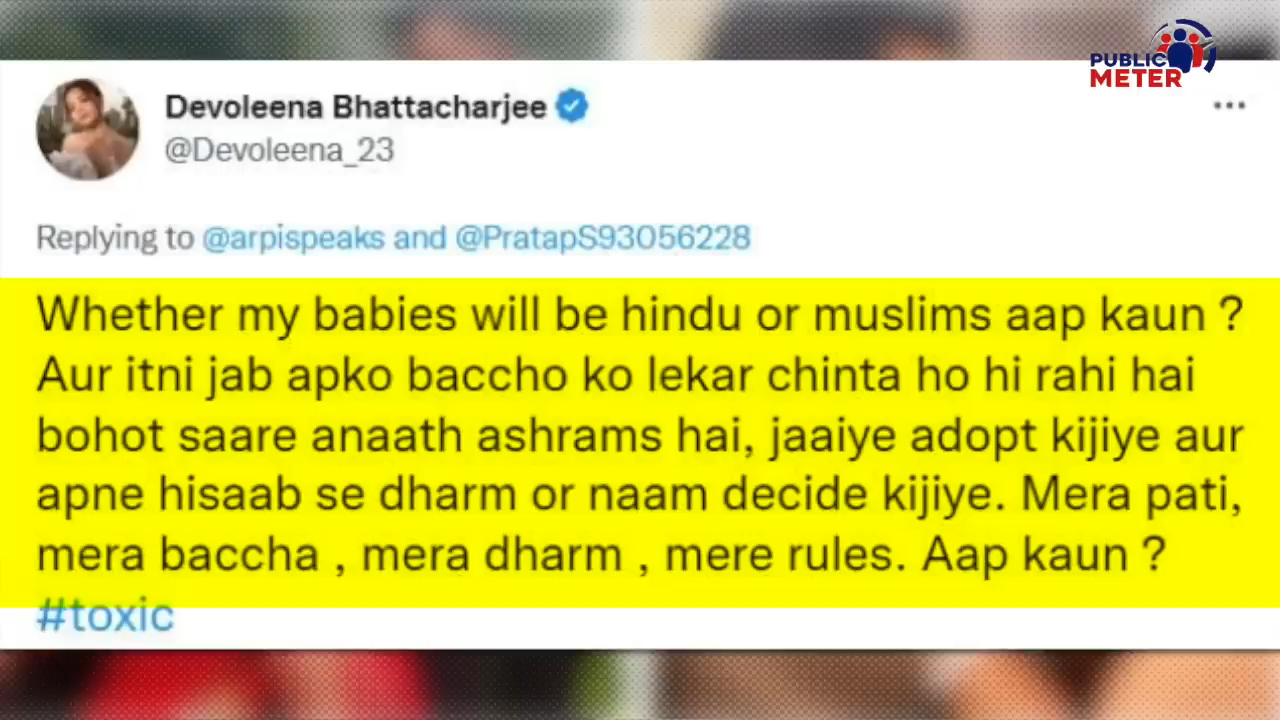 PUBLIC
METER
Devoleena Bhattacharjee
@Devoleena_23
Replying to @arpispeaks and @PratapS93056228
Whether my babies will be hindu or muslims aap kaun ?
Aur itni jab apko baccho ko lekar chinta ho hi rahi hai
bohot saare anaath ashrams hai, jaaiye adopt kijiye aur
apne hisaab se dharm or naam decide kijiye. Mera pati,
mera baccha , mera dharm , mere rules. Aap kaun ?
#toxic